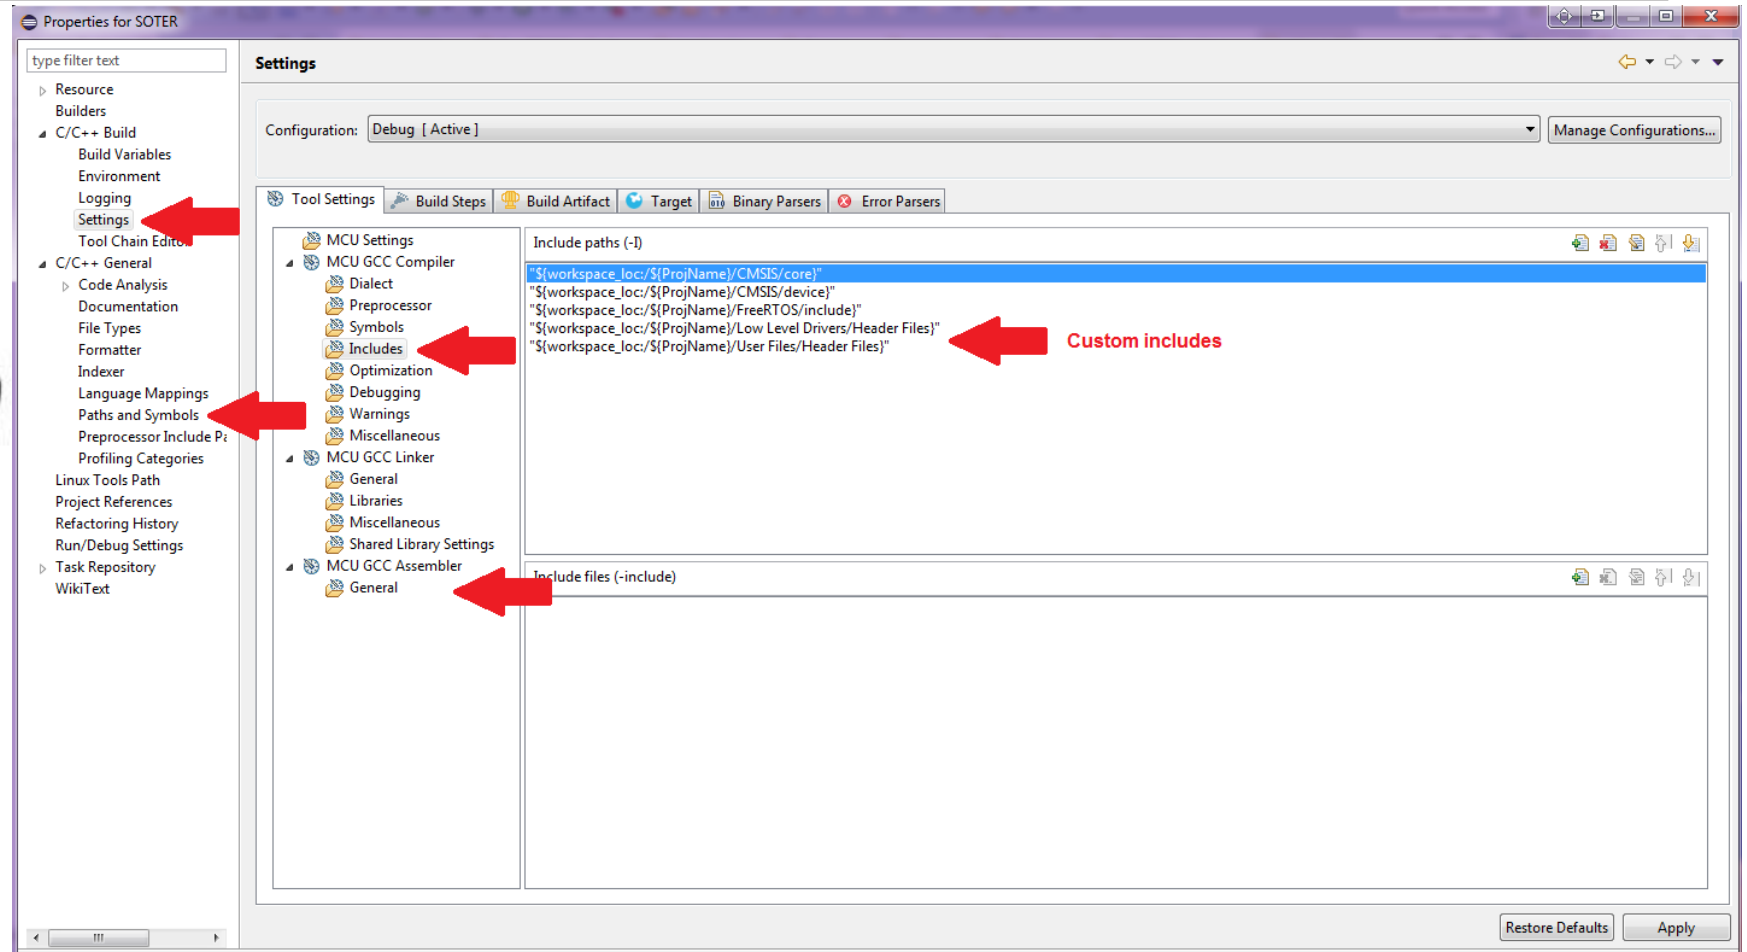 Properties for SOTER
type filter text
Resource
Builders
C/C++ Build
Build Variables
Environment
Logging
Settings
Tool Chain Edito
C/C++ General
Code Analysis
Documentation
File Types
Formatter
Indexer
Language Mappings
Paths and Symbols
Preprocessor Include Pa
Profiling Categories
Linux Tools Path
Project References
Refactoring History
Run/Debug Settings
Task Repository
WikiText
Settings
Configuration: Debug [ Active ] Manage Configurations...
Tool Settings Build Steps Build Artifact Target Binary Parsers Error Parsers
MCU Settings
MCU GCC Compiler
Dialect
Preprocessor
Symbols
Includes
Optimization
Debugging
Warnings
Miscellaneous
MCU GCC Linker
General
Libraries
Miscellaneous
Shared Library Settings
MCU GCC Assembler
General
Include paths (-I)
"${workspace_loc:/${ProjName}/CMSIS/core}"
"${workspace_loc:/${ProjName}/CMSIS/device}"
"${workspace_loc:/${ProjName}/FreeRTOS/include}"
"${workspace_loc:/${ProjName}/Low Level Drivers/Header Files}"
"${workspace_loc:/${ProjName}/User Files/Header Files}"
Custom includes
Include files (-include)
Restore Defaults Apply